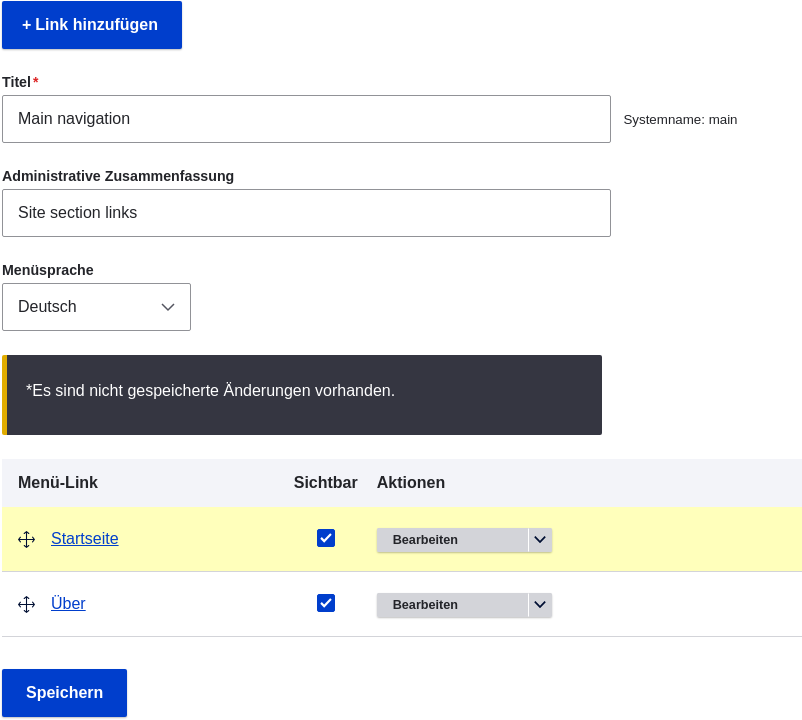 + Link hinzufügen
Titel*
Main navigation
Systemname: main
Administrative Zusammenfassung
Site section links
Menüsprache
Deutsch
*Es sind nicht gespeicherte Änderungen vorhanden.
Menü-Link Sichtbar Aktionen
Startseite Bearbeiten
Über Bearbeiten
Speichern